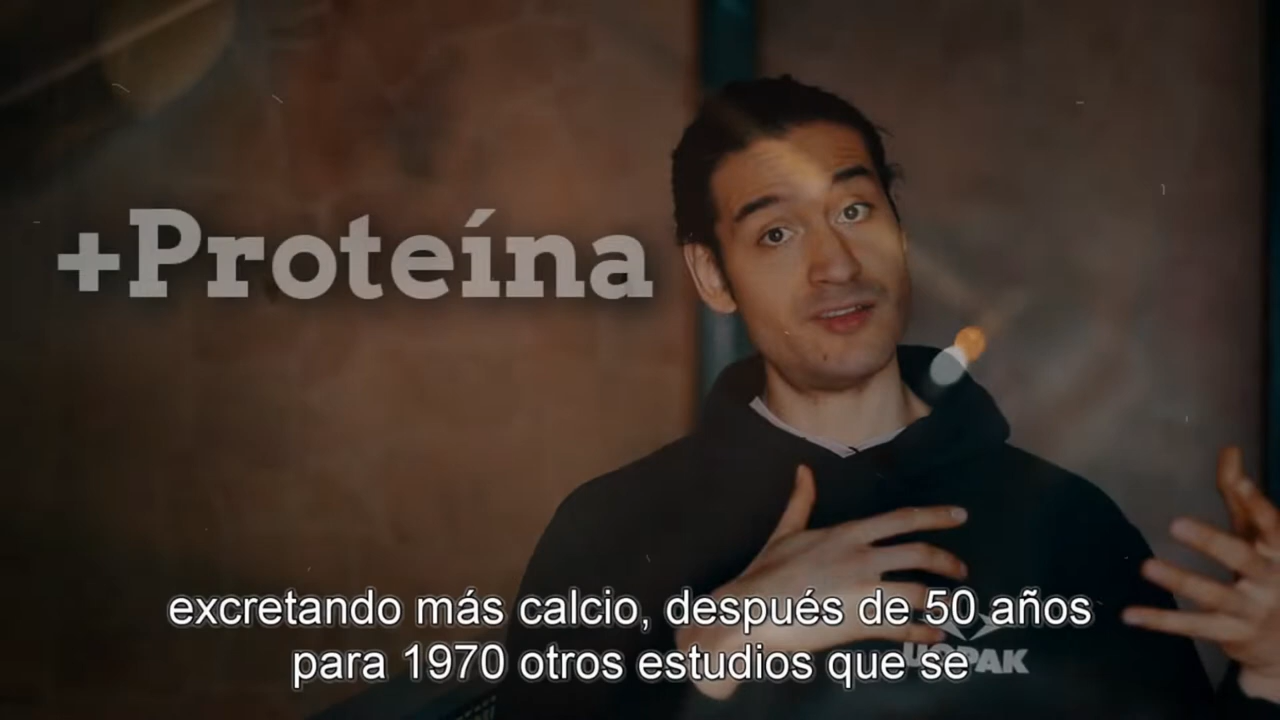 +Proteína
excretando más calcio, después de 50 años
para 1970 otros estudios que se